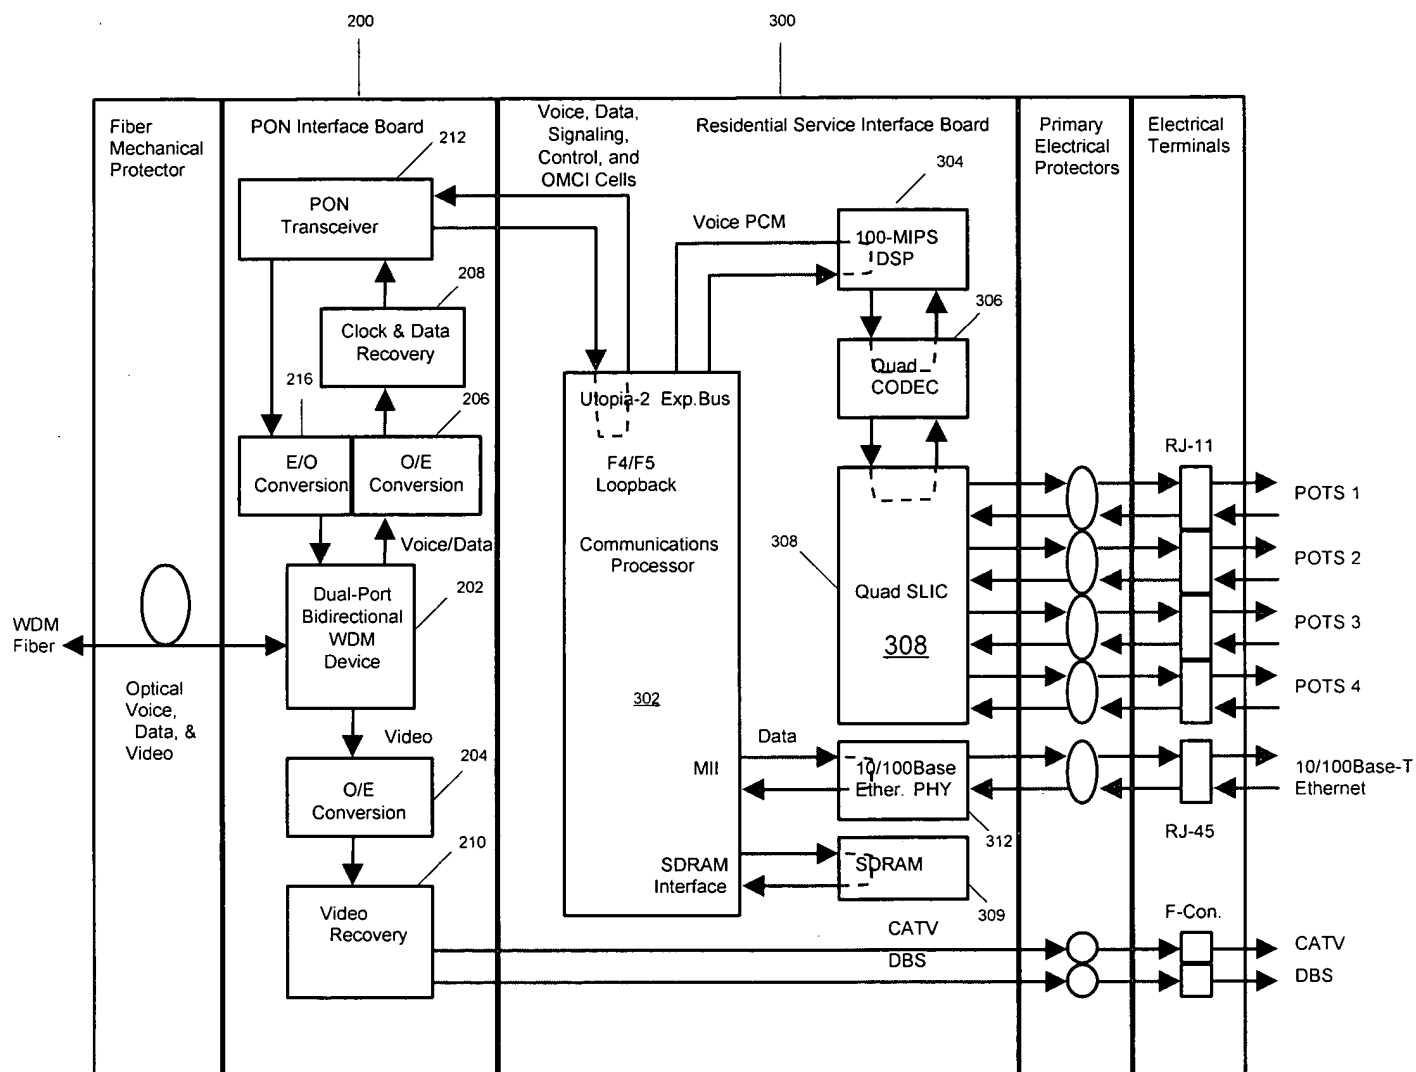 200
300
Fiber
Mechanical
Protector
PON Interface Board
212
PON
Transceiver
208
Clock & Data
Recovery
216
206
E/O
Conversion
O/E
Conversion
Voice/Data
Dual-Port
Bidirectional
WDM
Device
202
WDM
Fiber
Optical
Voice,
Data, &
Video
Video
204
O/E
Conversion
210
Video
Recovery
Voice, Data,
Signaling,
Control, and
OMCI Cells
Residential Service Interface Board
304
Voice PCM
100-MIPS
DSP
306
Quad
CODEC
Utopia-2 Exp.Bus
F4/F5
Loopback
Communications
Processor
302
308
Quad SLIC
308
Data
MII
10/100Base
Ether. PHY
312
SDRAM
Interface
SDRAM
309
CATV
DBS
Primary
Electrical
Protectors
Electrical
Terminals
RJ-11
POTS 1
POTS 2
POTS 3
POTS 4
10/100Base-T
Ethernet
RJ-45
F-Con.
CATV
DBS